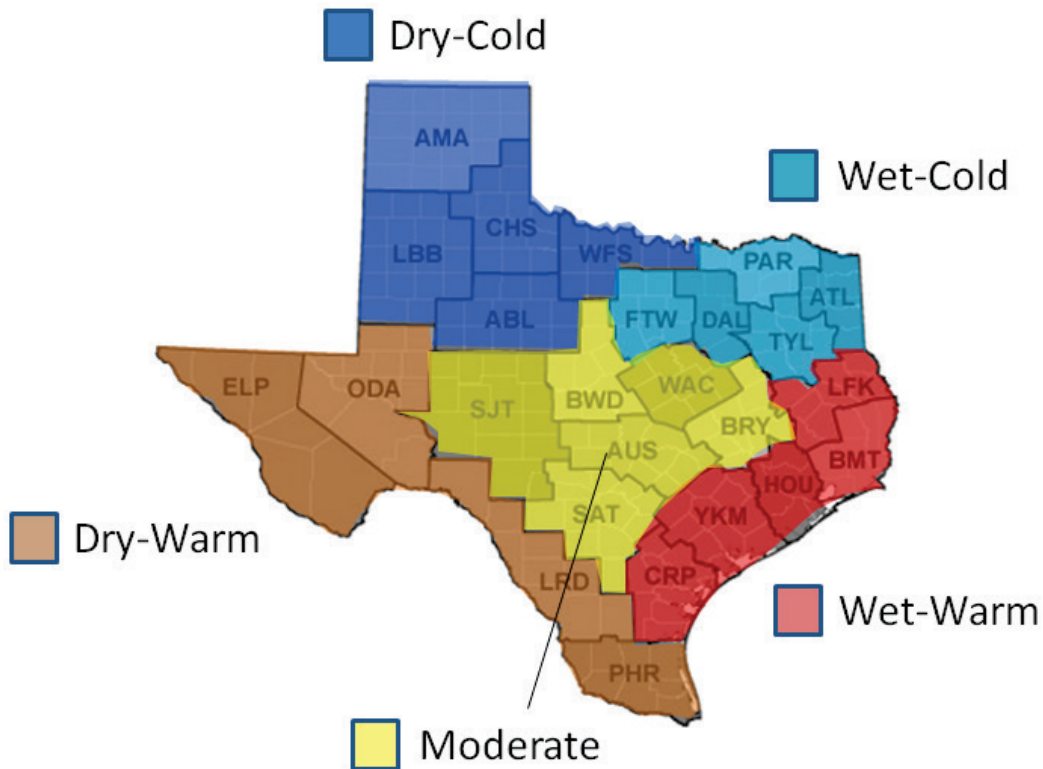 Dry-Cold
AMA
Wet-Cold
CHS
LBB
WFS
PAR
ATL
ABL
FTW
DAL
TYL
ELP
ODA
LFK
SJT
BWD
WAC
BRY
AUS
BMT
HOU
SAT
YKM
Dry-Warm
LRD
CRP
Wet-Warm
PHR
Moderate